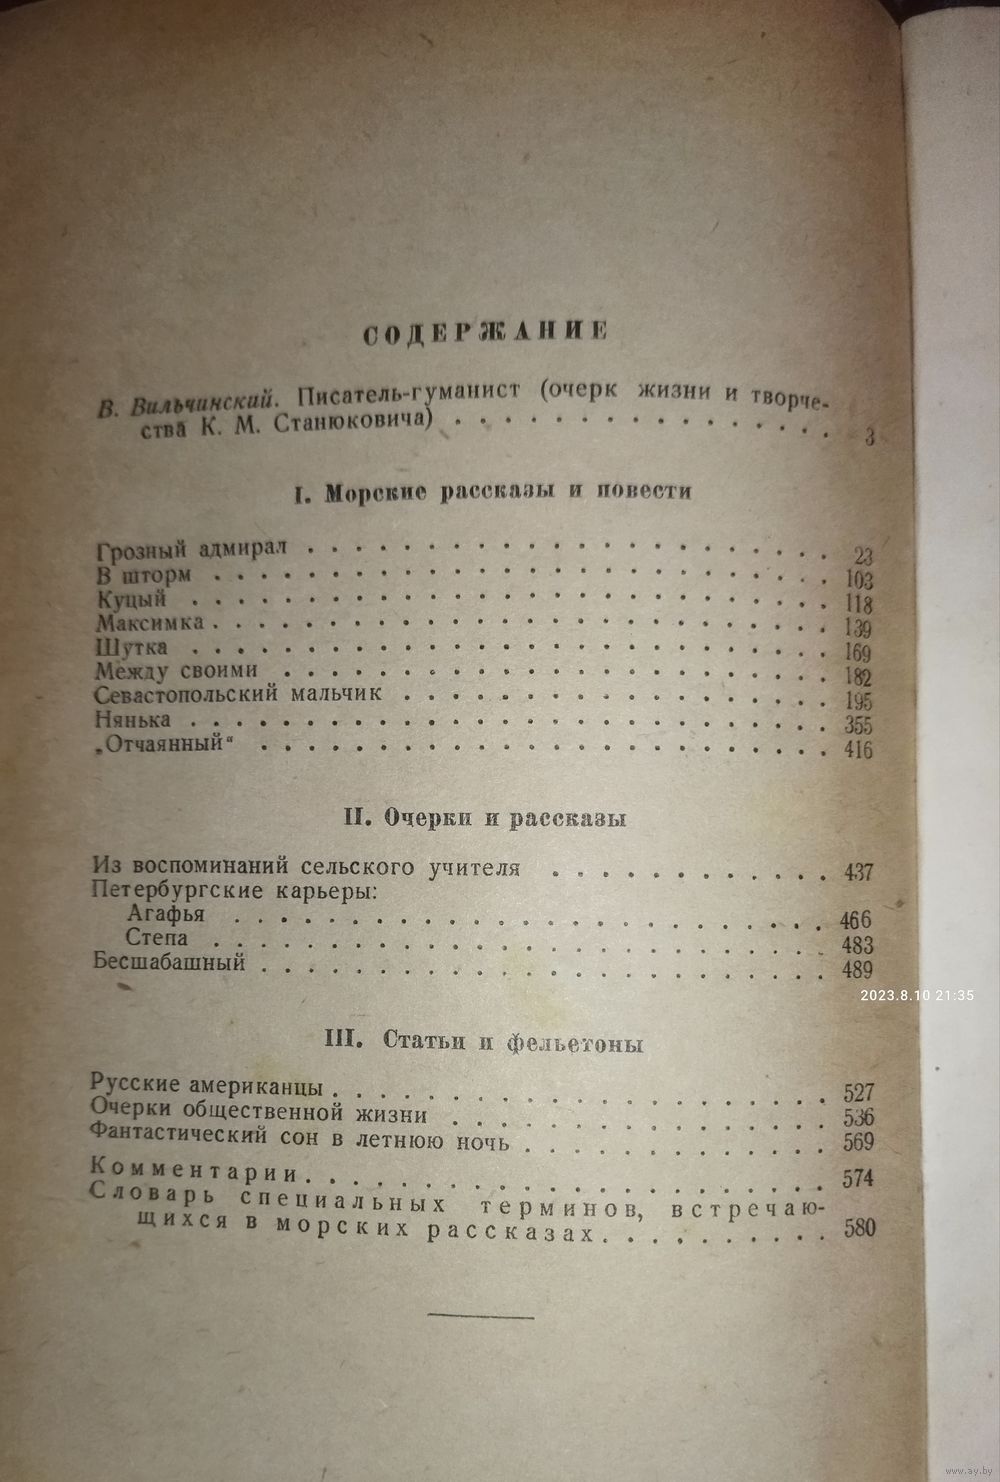 СОДЕРЖАНИЕ
В. Вильчинский. Писатель-гуманист (очерк жизни и творче-
ства К. М. Станюковича) . . . . . . . . . . . . . . . . 3
I. Морские рассказы и повести
Грозный адмирал . . . . . . . . . . . . . . . . . . . . . . 23
В шторм . . . . . . . . . . . . . . . . . . . . . . . . . . 103
Куцый . . . . . . . . . . . . . . . . . . . . . . . . . . . 118
Максимка . . . . . . . . . . . . . . . . . . . . . . . . . . 139
Шутка . . . . . . . . . . . . . . . . . . . . . . . . . . . 169
Между своими . . . . . . . . . . . . . . . . . . . . . . . 182
Севастопольский мальчик . . . . . . . . . . . . . . . . . . 195
Нянька . . . . . . . . . . . . . . . . . . . . . . . . . . . 355
„Отчаянный“ . . . . . . . . . . . . . . . . . . . . . . . . 416
II. Очерки и рассказы
Из воспоминаний сельского учителя . . . . . . . . . . . . 437
Петербургские карьеры:
Агафья . . . . . . . . . . . . . . . . . . . . . . . . . 466
Степа . . . . . . . . . . . . . . . . . . . . . . . . . . 483
Бесшабашный . . . . . . . . . . . . . . . . . . . . . . . . 489
2023.8.10 21:35
III. Статьи и фельетоны
Русские американцы . . . . . . . . . . . . . . . . . . . . 527
Очерки общественной жизни . . . . . . . . . . . . . . . . 536
Фантастический сон в летнюю ночь . . . . . . . . . . . . . 569
Комментарии . . . . . . . . . . . . . . . . . . . . . . 574
Словарь специальных терминов, встречаю-
щихся в морских рассказах . . . . . . . . . . 580
www.ay.by